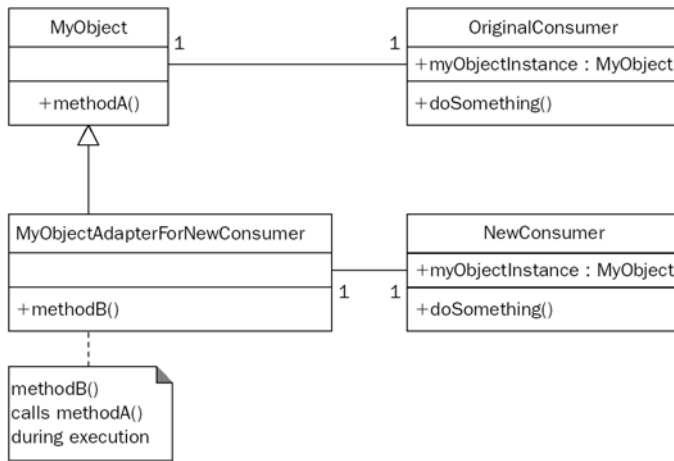 MyObject
+methodA()
1
1
OriginalConsumer
+myObjectInstance : MyObject
+doSomething()
MyObjectAdapterForNewConsumer
+methodB()
1
1
NewConsumer
+myObjectInstance : MyObject
+doSomething()
methodB()
calls methodA()
during execution